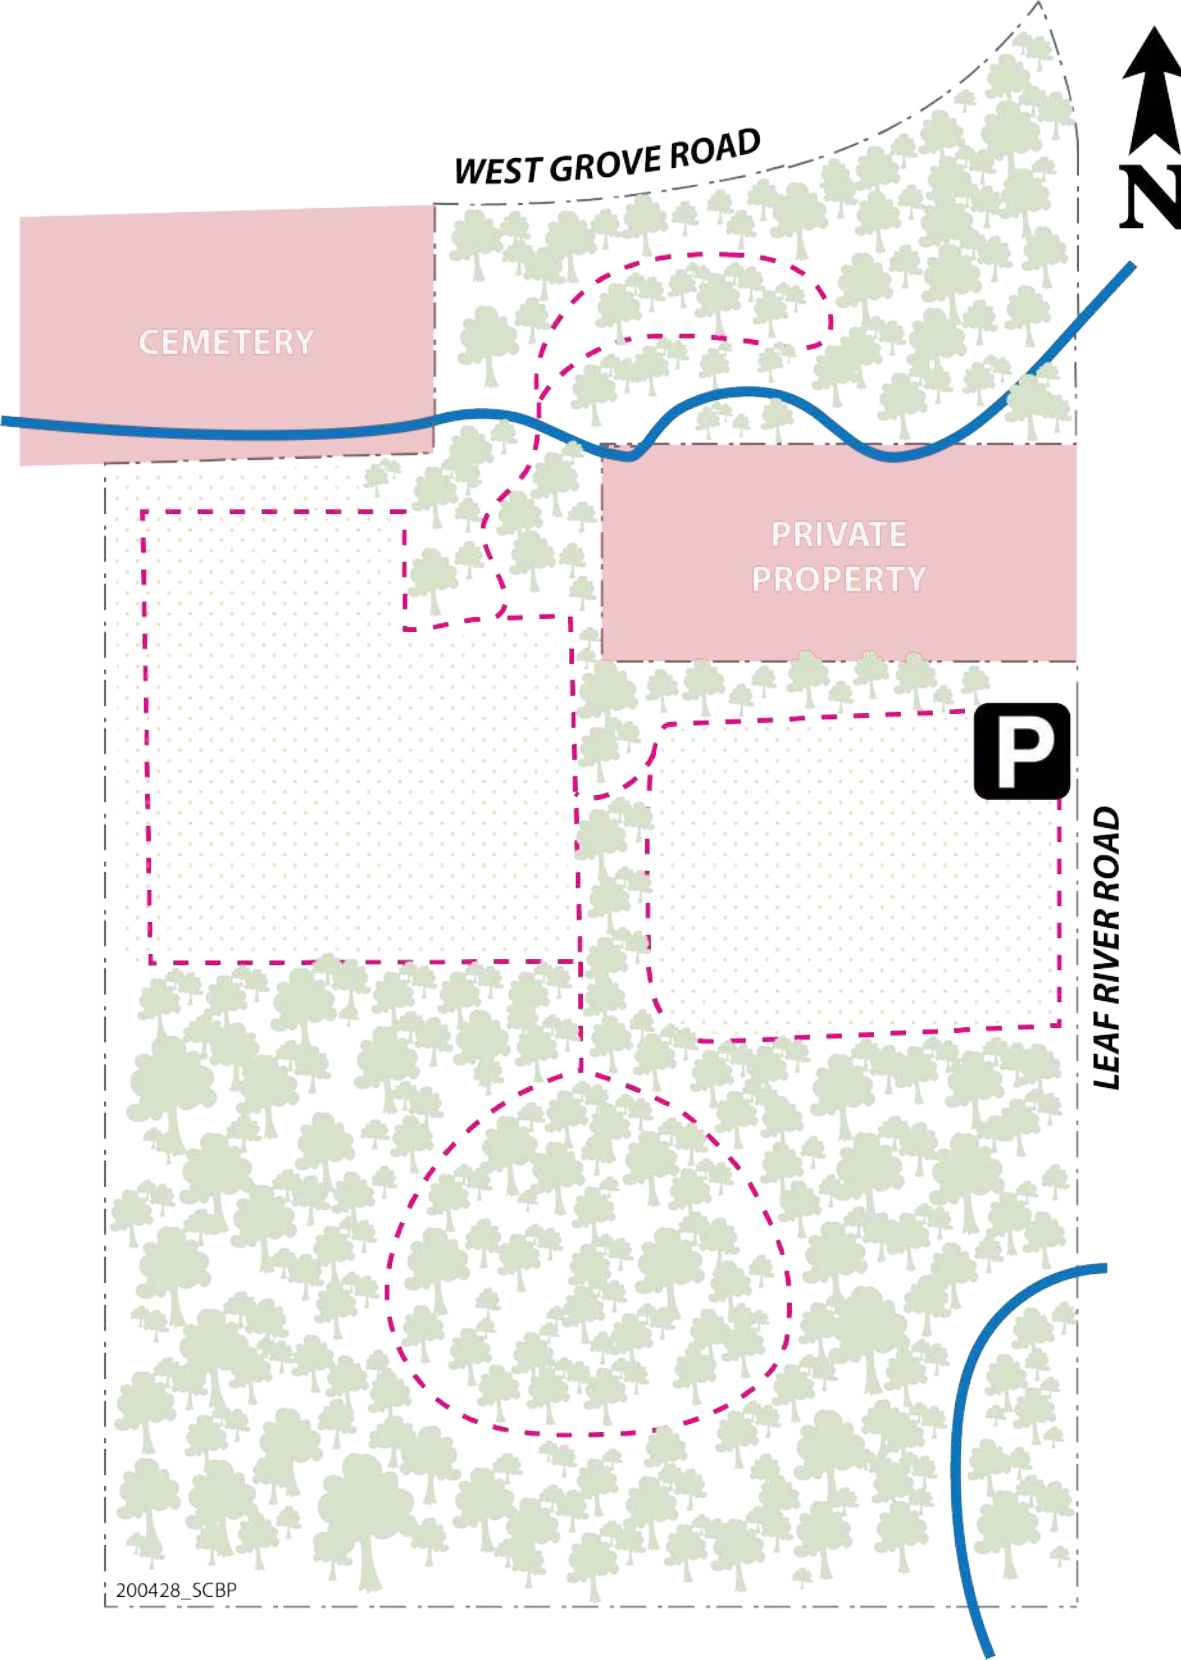 WEST GROVE ROAD
N
CEMETERY
PRIVATE
PROPERTY
P
LEAF RIVER ROAD
200428_SCBP